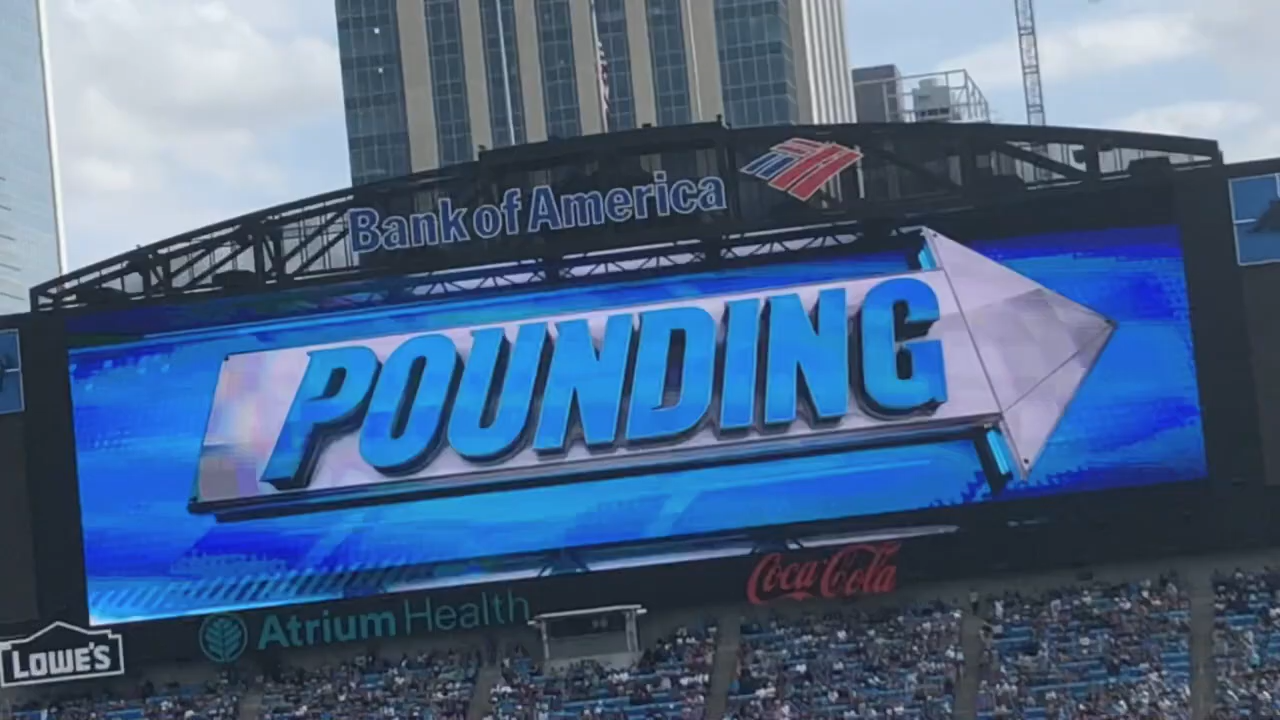 Bank of America
POUNDING
Coca-Cola
Atrium Health
LOWE'S